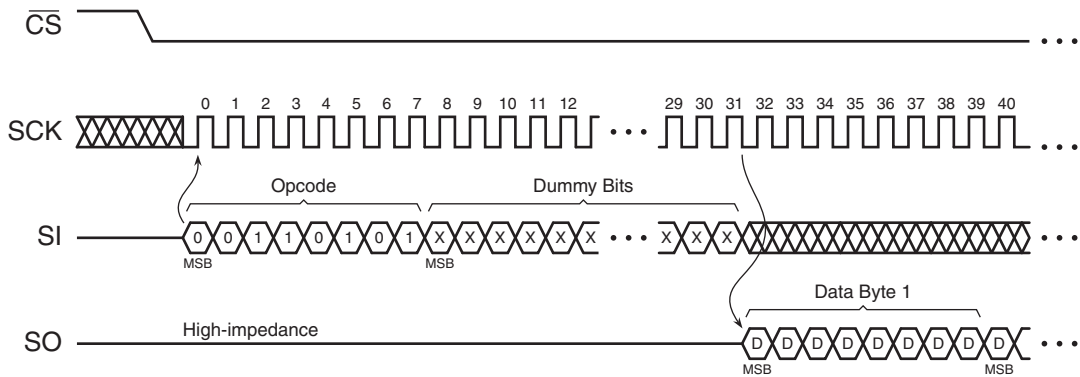 CS
0 1 2 3 4 5 6 7 8 9 10 11 12 29 30 31 32 33 34 35 36 37 38 39 40
SCK
Opcode Dummy Bits
SI 0 0 1 1 0 1 0 1 X X X X X X X X X
MSB MSB
Data Byte 1
High-impedance
SO D D D D D D D D D
MSB MSB